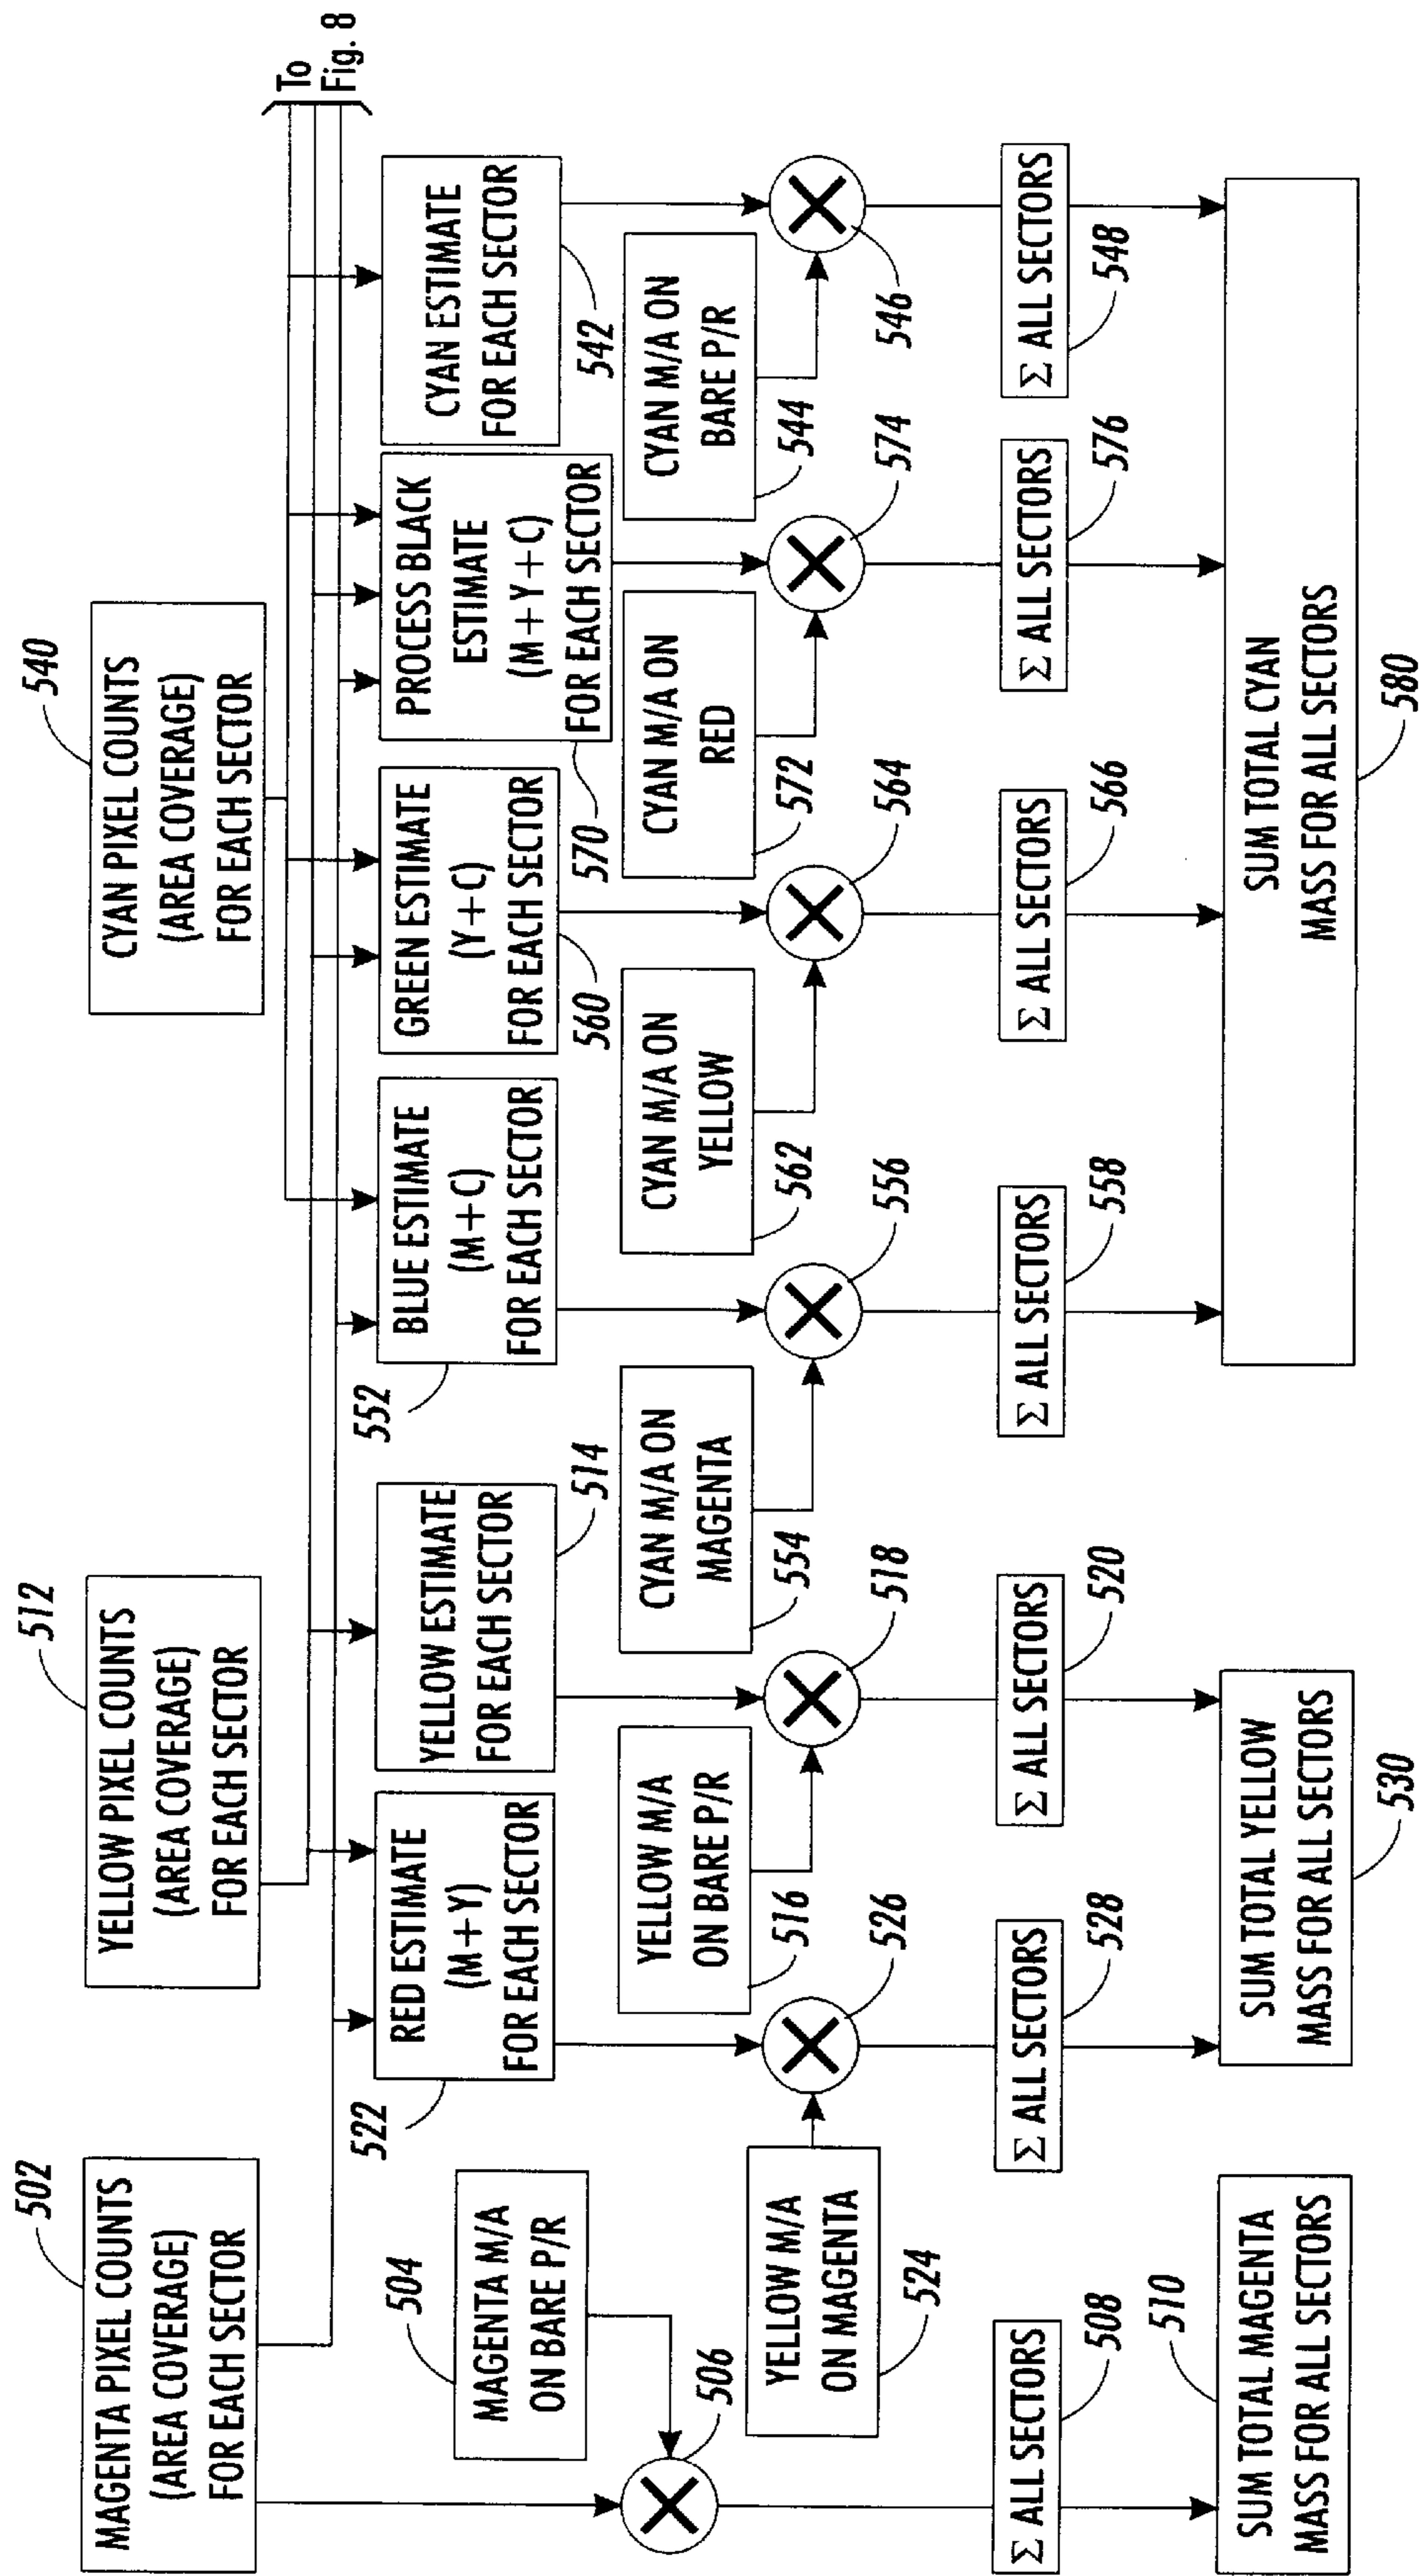 502
MAGENTA PIXEL COUNTS
(AREA COVERAGE)
FOR EACH SECTOR
512
YELLOW PIXEL COUNTS
(AREA COVERAGE)
FOR EACH SECTOR
540
CYAN PIXEL COUNTS
(AREA COVERAGE)
FOR EACH SECTOR
To
Fig. 8
522
RED ESTIMATE
(M+Y)
FOR EACH SECTOR
YELLOW ESTIMATE
FOR EACH SECTOR
514
552
BLUE ESTIMATE
(M+C)
FOR EACH SECTOR
GREEN ESTIMATE
(Y+C)
FOR EACH SECTOR
560
PROCESS BLACK
ESTIMATE
(M+Y+C)
FOR EACH SECTOR
570
CYAN ESTIMATE
FOR EACH SECTOR
542
504
MAGENTA M/A
ON BARE P/R
506
YELLOW M/A
ON MAGENTA
524
YELLOW M/A
ON BARE P/R
516
526
518
CYAN M/A ON
MAGENTA
554
556
CYAN M/A ON
YELLOW
562
564
CYAN M/A ON
RED
572
574
CYAN M/A ON
BARE P/R
544
546
Σ ALL SECTORS
508
Σ ALL SECTORS
528
Σ ALL SECTORS
520
Σ ALL SECTORS
558
Σ ALL SECTORS
566
Σ ALL SECTORS
576
Σ ALL SECTORS
548
510
SUM TOTAL MAGENTA
MASS FOR ALL SECTORS
SUM TOTAL YELLOW
MASS FOR ALL SECTORS
530
SUM TOTAL CYAN
MASS FOR ALL SECTORS
580